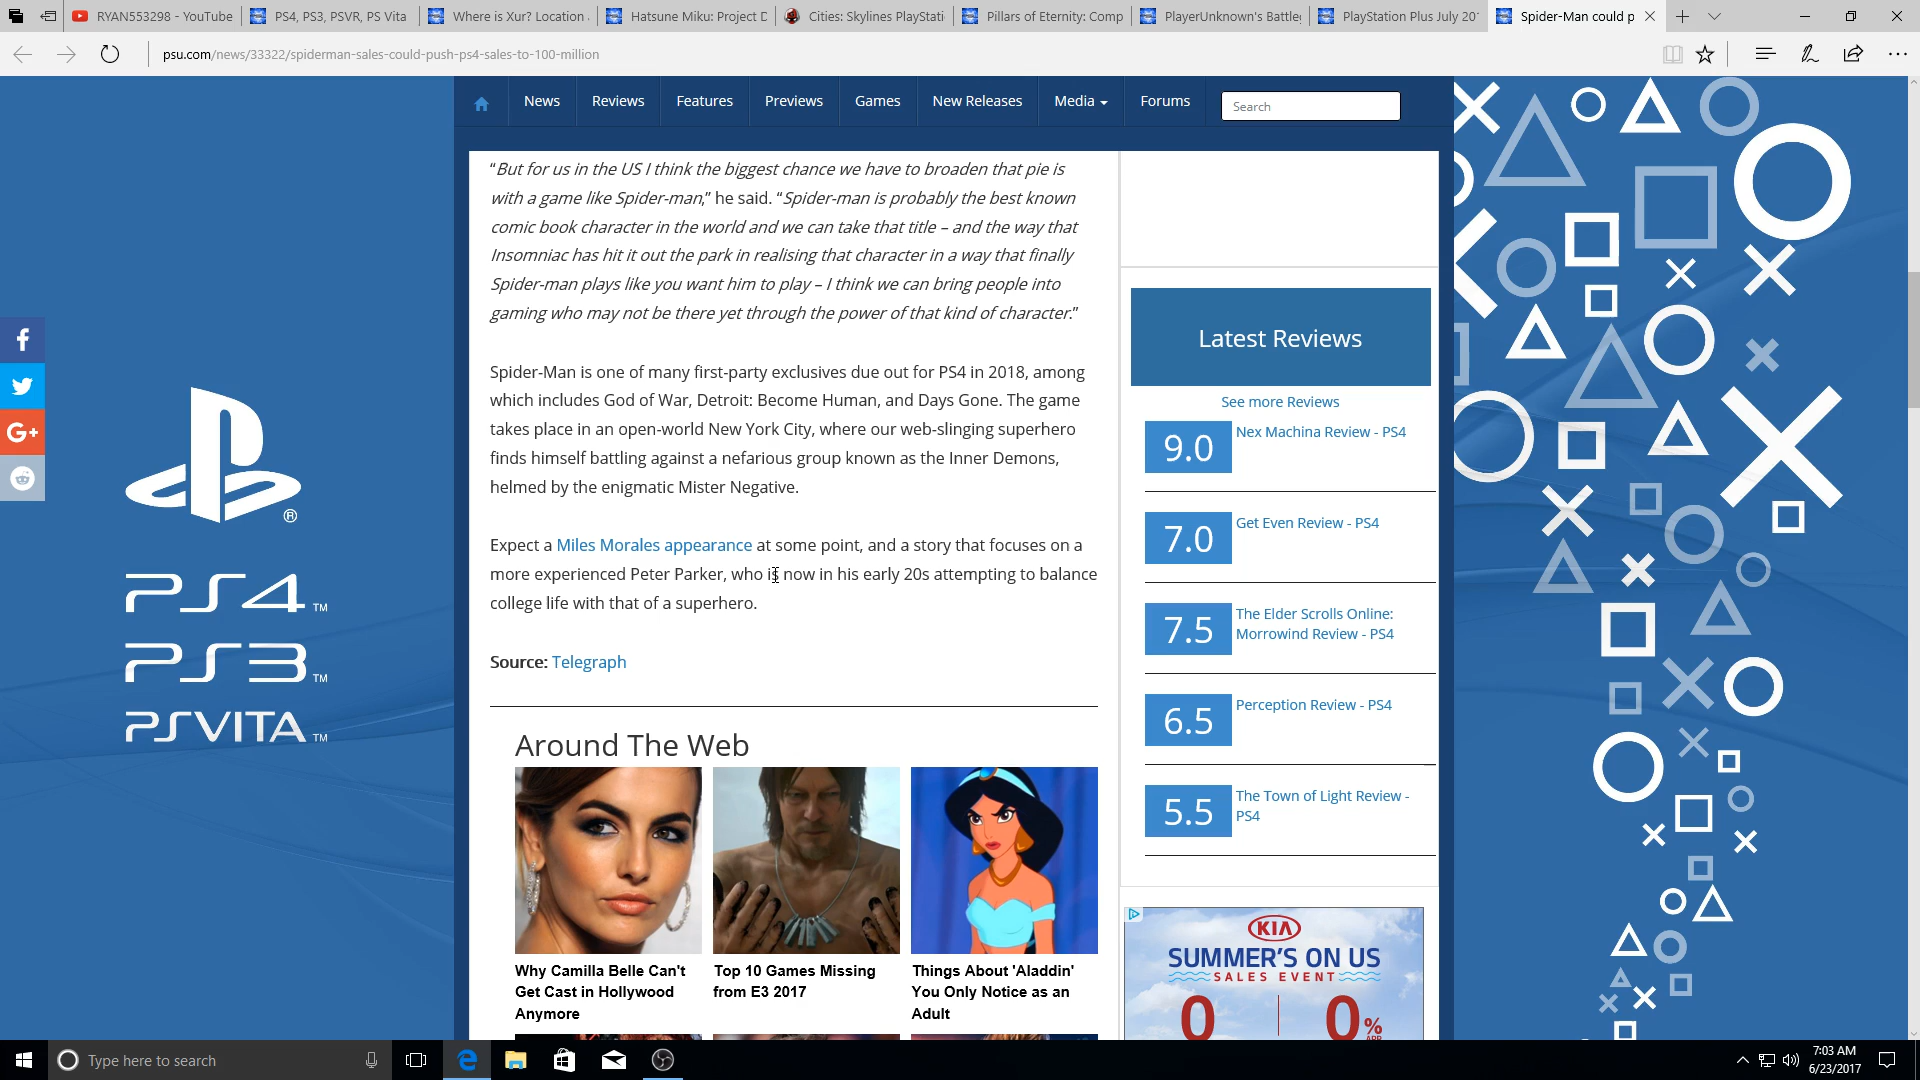 RYAN553298 - YouTube
PS4, PS3, PSVR, PS Vita
Where is Xur? Location
Hatsune Miku: Project D
Cities: Skylines PlayStati
Pillars of Eternity: Comp
PlayerUnknown's Battleg
PlayStation Plus July 201
Spider-Man could p
psu.com/news/33322/spiderman-sales-could-push-ps4-sales-to-100-million
News
Reviews
Features
Previews
Games
New Releases
Media
Forums
Search
“But for us in the US I think the biggest chance we have to broaden that pie is
with a game like Spider-man,” he said. “Spider-man is probably the best known
comic book character in the world and we can take that title – and the way that
Insomniac has hit it out the park in realising that character in a way that finally
Spider-man plays like you want him to play – I think we can bring people into
gaming who may not be there yet through the power of that kind of character.”
Spider-Man is one of many first-party exclusives due out for PS4 in 2018, among
which includes God of War, Detroit: Become Human, and Days Gone. The game
takes place in an open-world New York City, where our web-slinging superhero
finds himself battling against a nefarious group known as the Inner Demons,
helmed by the enigmatic Mister Negative.
Expect a Miles Morales appearance at some point, and a story that focuses on a
more experienced Peter Parker, who is now in his early 20s attempting to balance
college life with that of a superhero.
Source: Telegraph
Around The Web
Why Camilla Belle Can't
Get Cast in Hollywood
Anymore
Top 10 Games Missing
from E3 2017
Things About 'Aladdin'
You Only Notice as an
Adult
Latest Reviews
See more Reviews
9.0
Nex Machina Review - PS4
7.0
Get Even Review - PS4
7.5
The Elder Scrolls Online:
Morrowind Review - PS4
6.5
Perception Review - PS4
5.5
The Town of Light Review -
PS4
KIA
SUMMER'S ON US
SALES EVENT
0
0%
APR
f
G+
®
PS4™
PS3™
PSVITA™
Type here to search
7:03 AM
6/23/2017